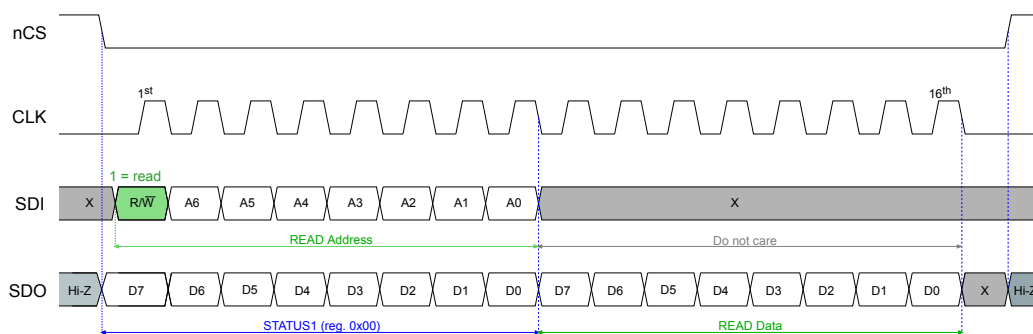 nCS
1st 16th
CLK
1 = read
SDI X R/W̅ A6 A5 A4 A3 A2 A1 A0 X
READ Address Do not care
SDO Hi-Z D7 D6 D5 D4 D3 D2 D1 D0 D7 D6 D5 D4 D3 D2 D1 D0 X Hi-Z
STATUS1 (reg. 0x00) READ Data